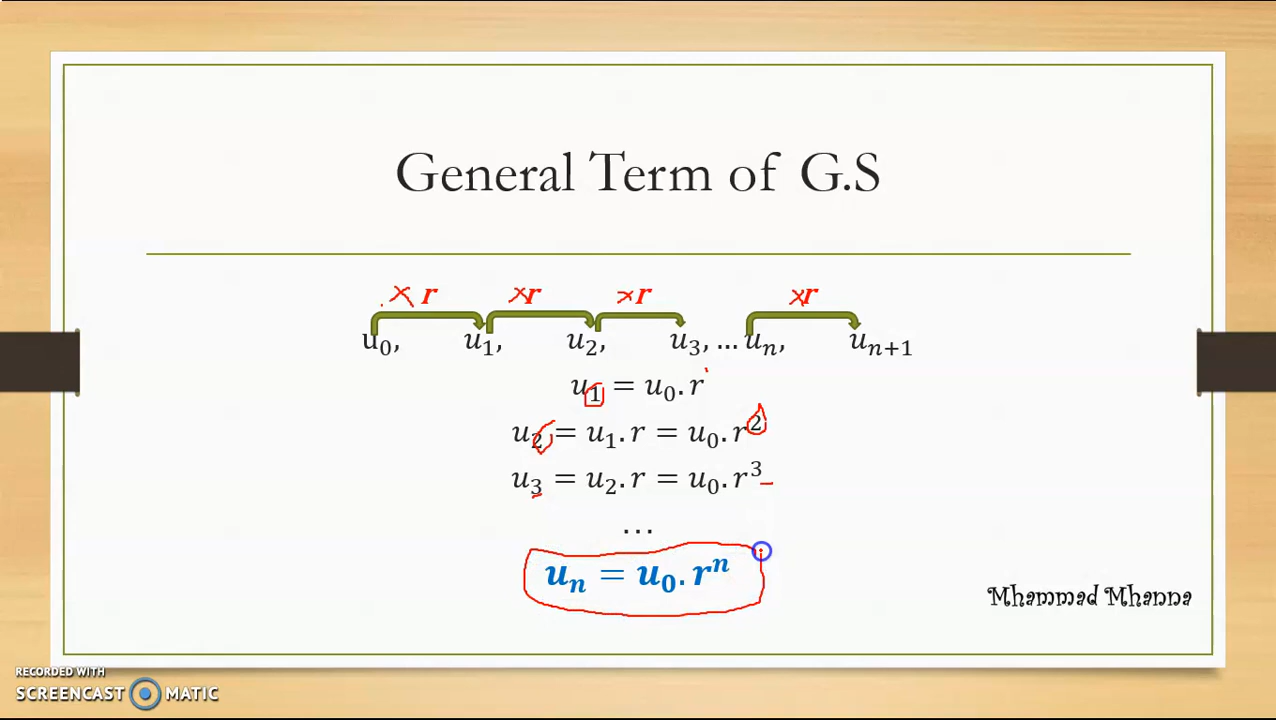 General Term of G.S
× r ×r ×r ×r
u₀, u₁, u₂, u₃, ... uₙ, uₙ₊₁
u₁ = u₀. r
u₂ = u₁. r = u₀. r²
u₃ = u₂. r = u₀. r³
...
uₙ = u₀. rⁿ
Mhammad Mhanna
RECORDED WITH
SCREENCAST MATIC